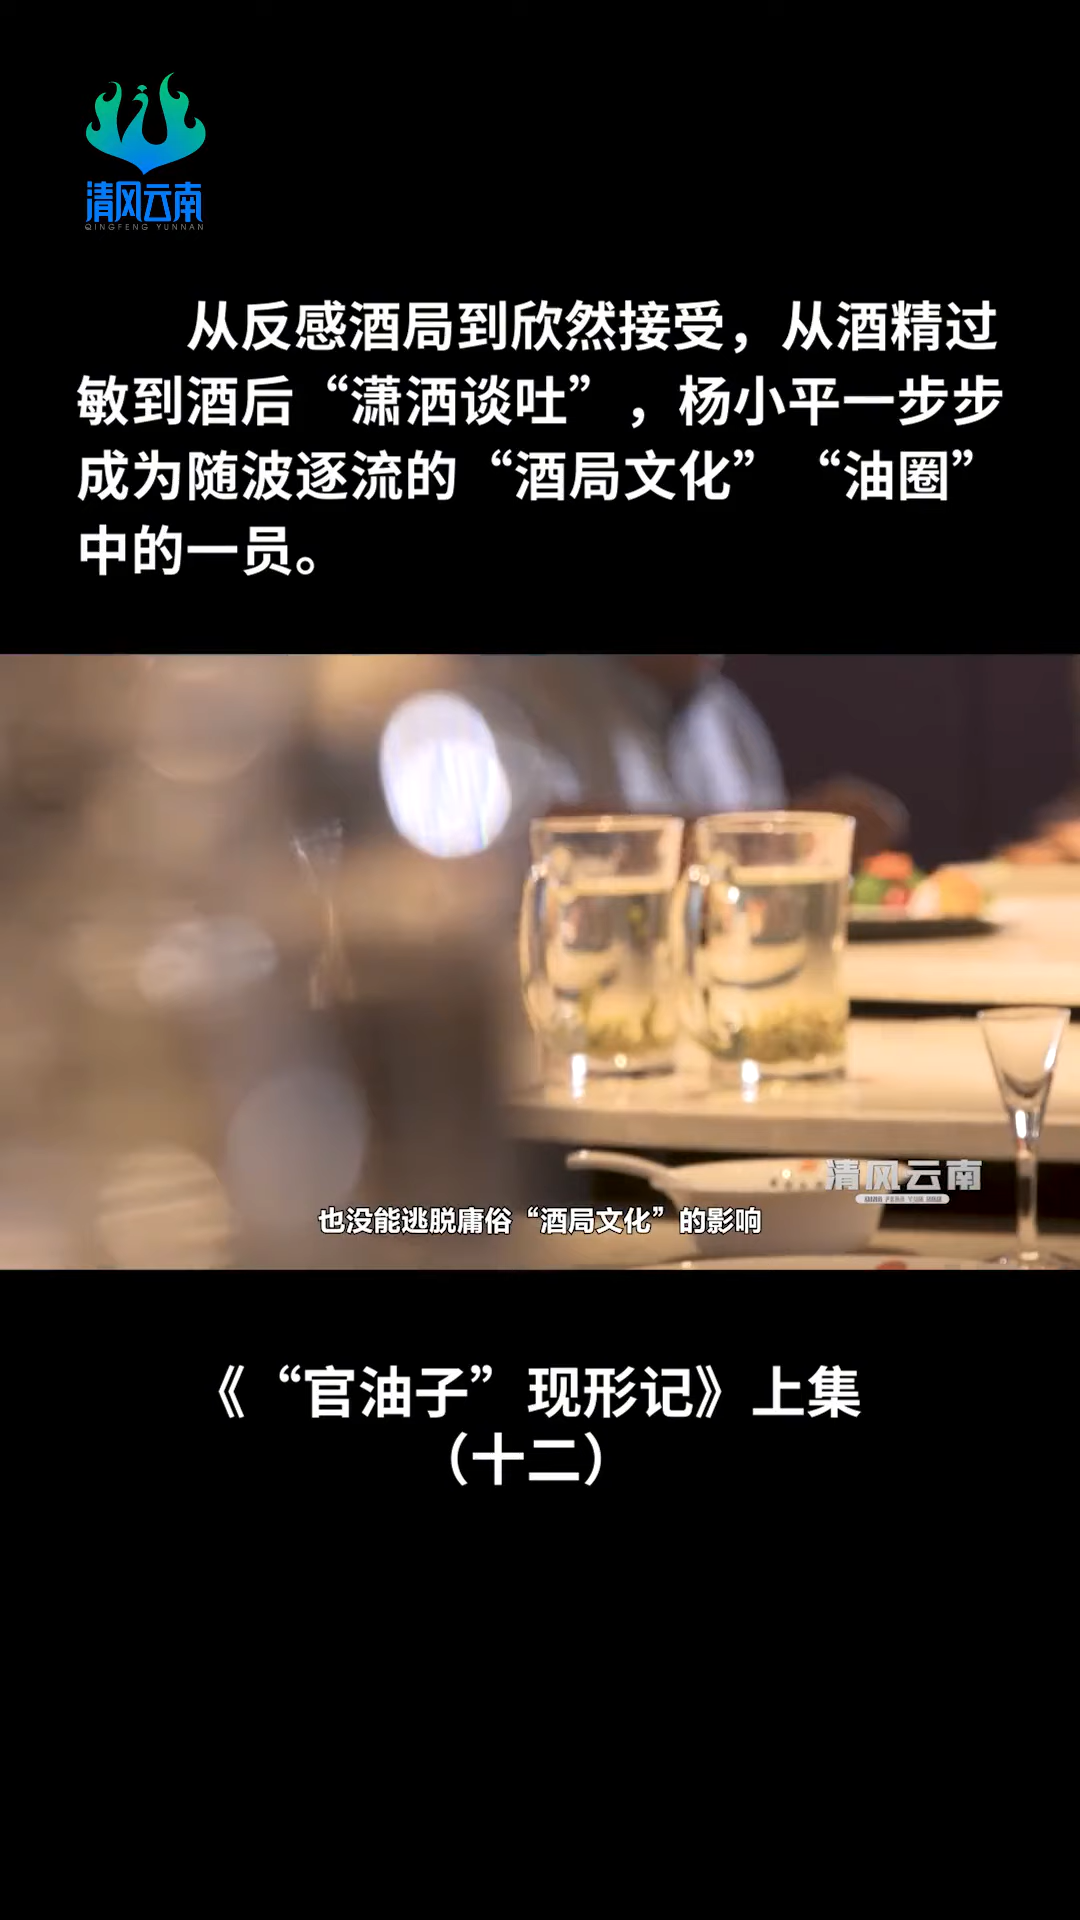 清风云南
QINGFENG YUNNAN
从反感酒局到欣然接受，从酒精过
敏到酒后“潇洒谈吐”，杨小平一步步
成为随波逐流的“酒局文化”“油圈”
中的一员。
清风云南
QING FENG YUN NAN
也没能逃脱庸俗“酒局文化”的影响
《“官油子”现形记》上集
（十二）